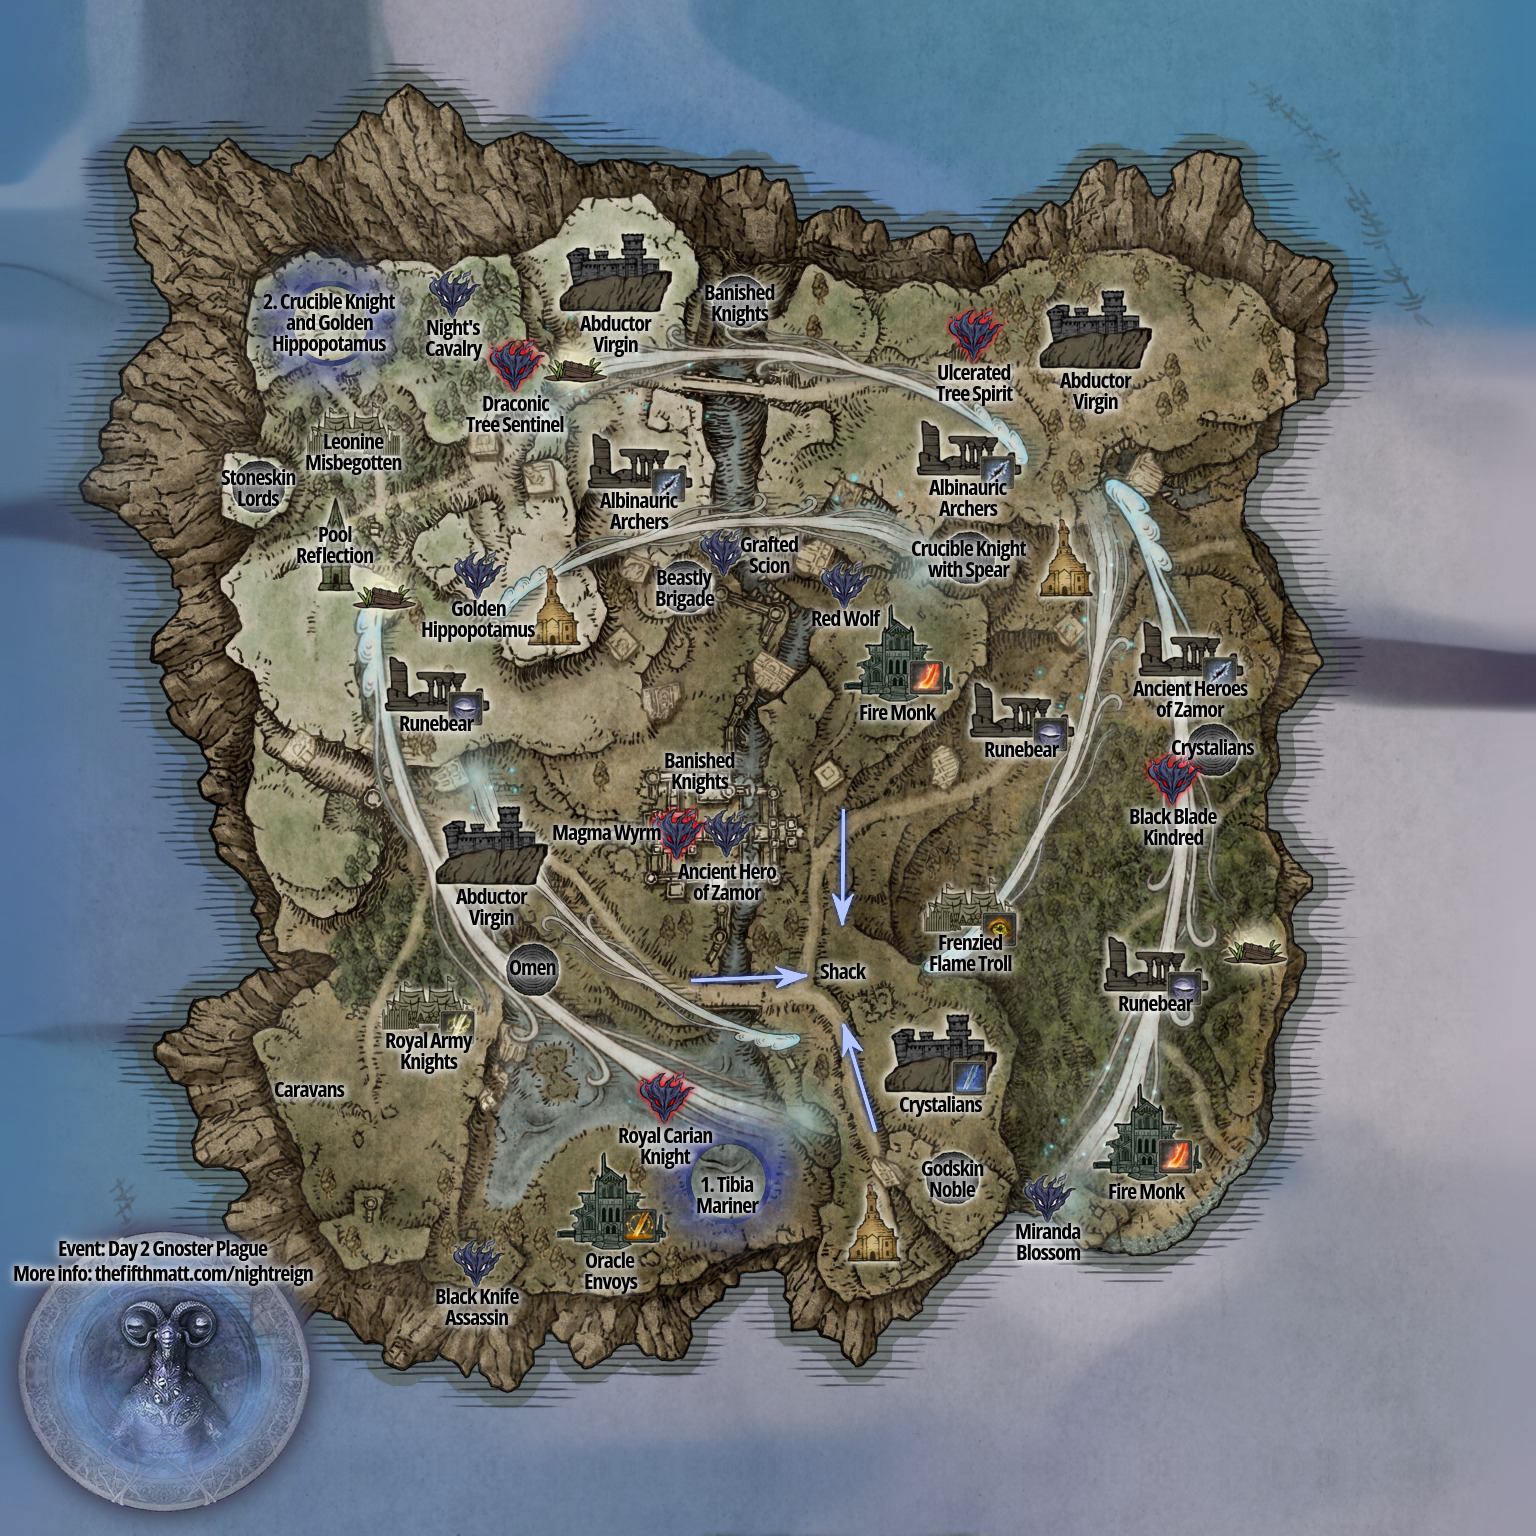 2. Crucible Knight
and Golden
Hippopotamus
Night's
Cavalry
Abductor
Virgin
Banished
Knights
Ulcerated
Tree Spirit
Abductor
Virgin
Draconic
Tree Sentinel
Leonine
Misbegotten
Stoneskin
Lords
Albinauric
Archers
Albinauric
Archers
Pool
Reflection
Grafted
Scion
Crucible Knight
with Spear
Beastly
Brigade
Golden
Hippopotamus
Red Wolf
Runebear
Fire Monk
Runebear
Ancient Heroes
of Zamor
Crystalians
Banished
Knights
Magma Wyrm
Black Blade
Kindred
Ancient Hero
of Zamor
Abductor
Virgin
Frenzied
Flame Troll
Omen
Shack
Runebear
Royal Army
Knights
Caravans
Crystalians
Royal Carian
Knight
Godskin
Noble
1. Tibia
Mariner
Fire Monk
Miranda
Blossom
Oracle
Envoys
Black Knife
Assassin
Event: Day 2 Gnoster Plague
More info: thefifthmatt.com/nightreign